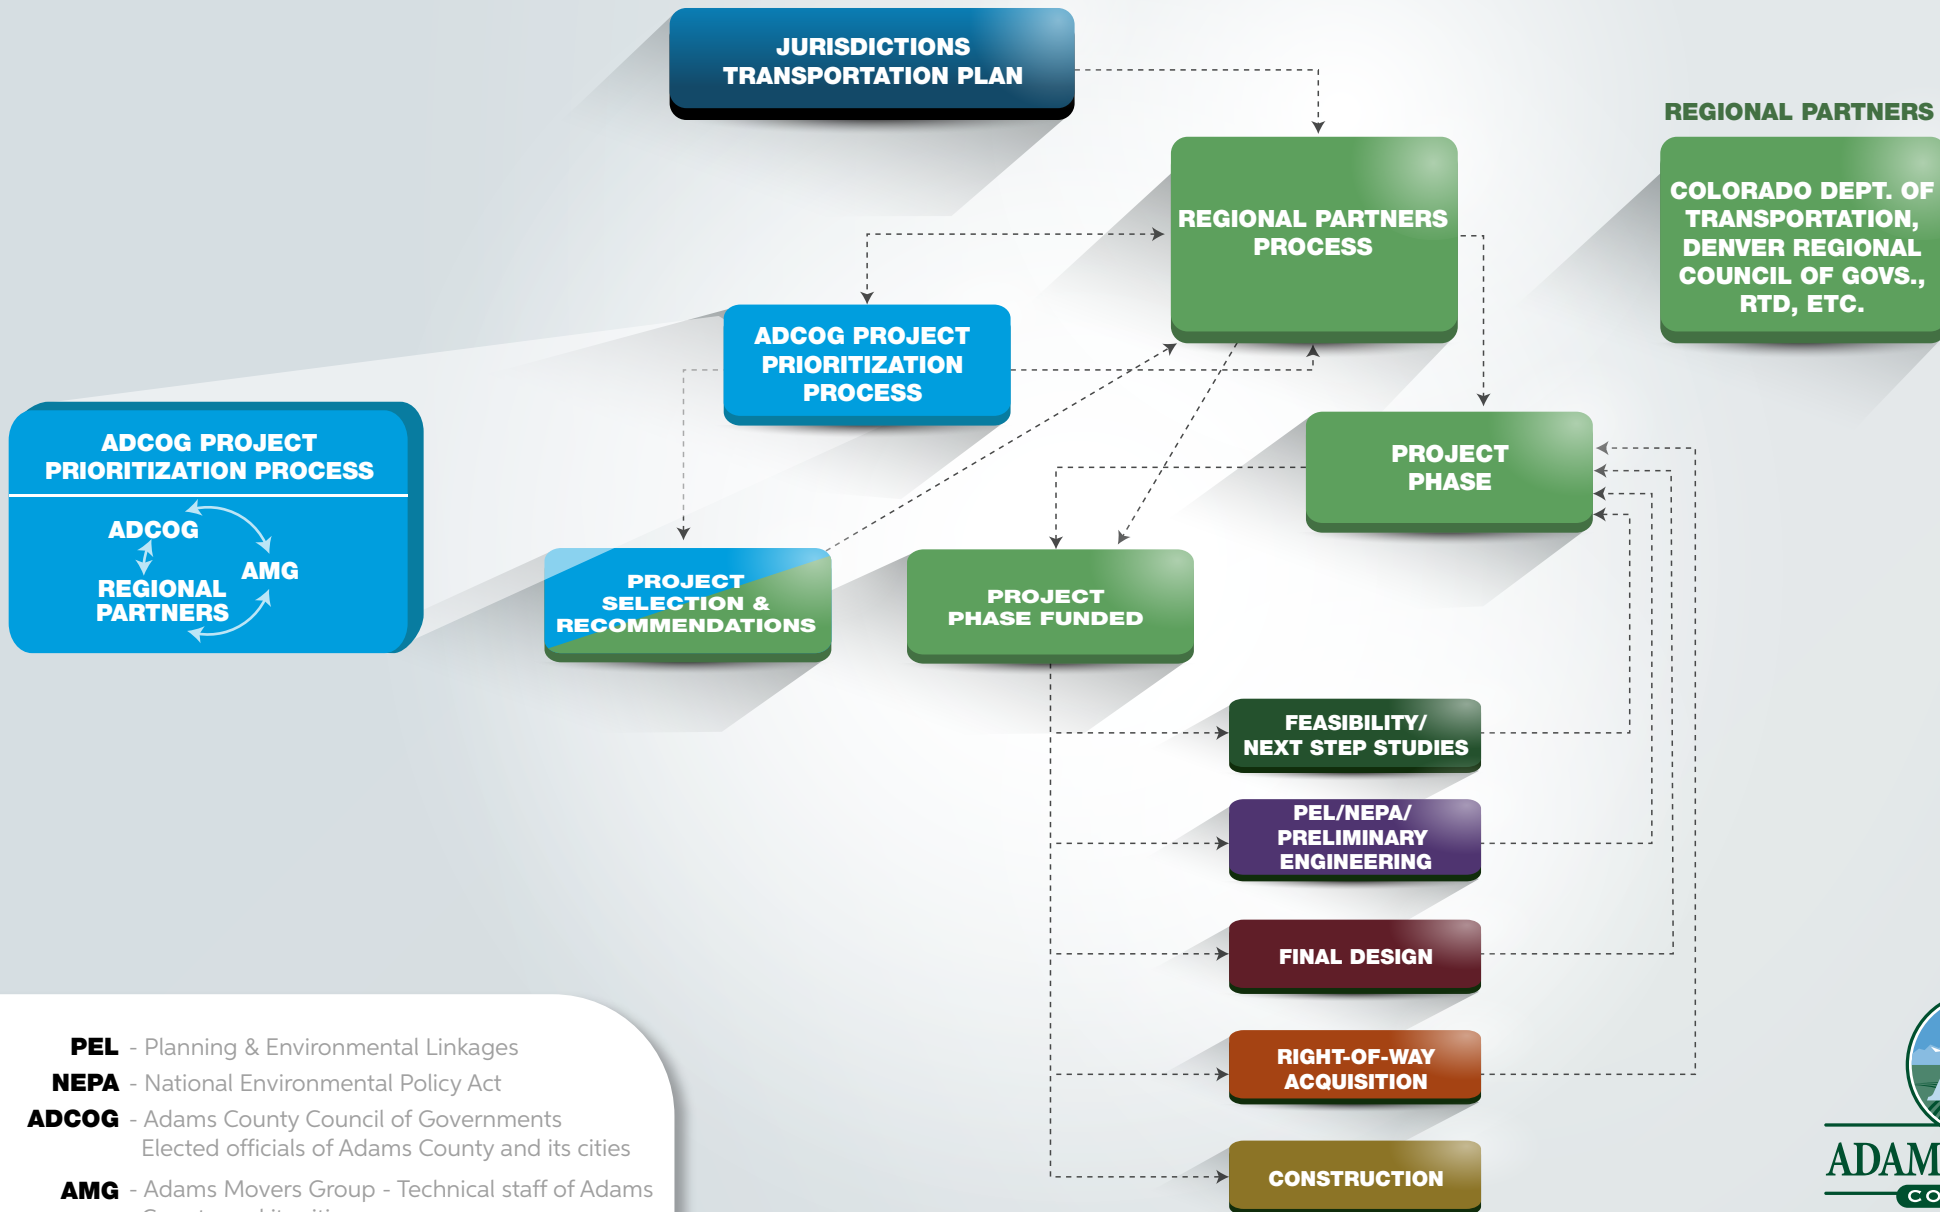 JURISDICTIONS
TRANSPORTATION PLAN
REGIONAL PARTNERS
REGIONAL PARTNERS
PROCESS
COLORADO DEPT. OF
TRANSPORTATION,
DENVER REGIONAL
COUNCIL OF GOVS.,
RTD, ETC.
ADCOG PROJECT
PRIORITIZATION
PROCESS
ADCOG PROJECT
PRIORITIZATION PROCESS
ADCOG
AMG
REGIONAL
PARTNERS
PROJECT
PHASE
PROJECT
SELECTION &
RECOMMENDATIONS
PROJECT
PHASE FUNDED
FEASIBILITY/
NEXT STEP STUDIES
PEL/NEPA/
PRELIMINARY
ENGINEERING
FINAL DESIGN
RIGHT-OF-WAY
ACQUISITION
CONSTRUCTION
PEL - Planning & Environmental Linkages
NEPA - National Environmental Policy Act
ADCOG - Adams County Council of Governments
Elected officials of Adams County and its cities
AMG - Adams Movers Group - Technical staff of Adams